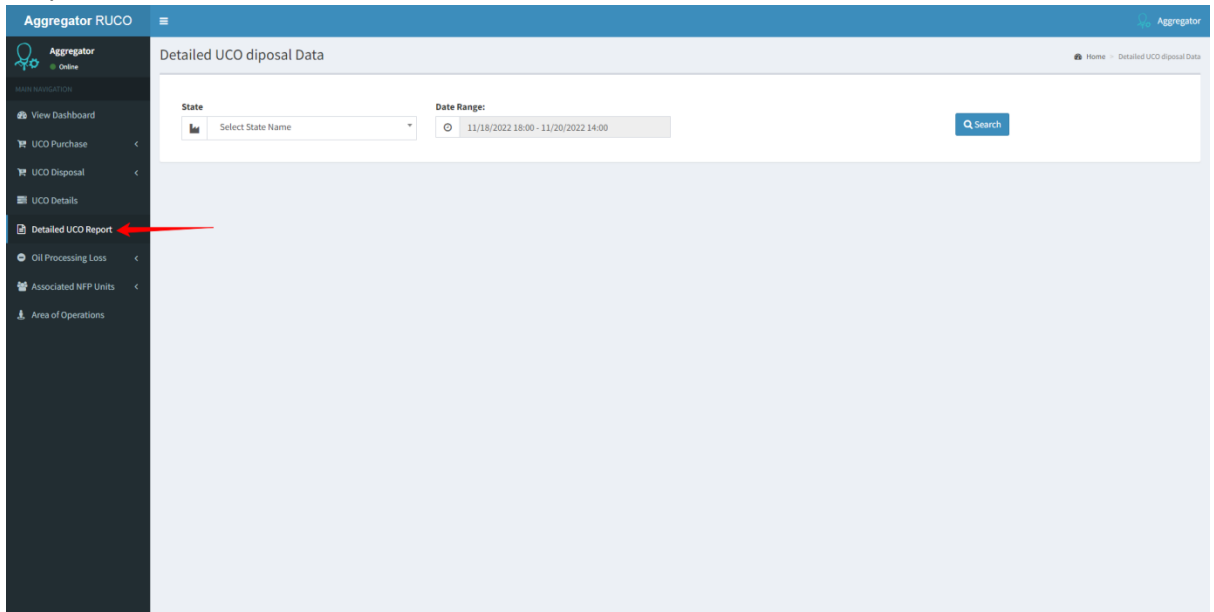 Aggregator RUCO
Aggregator
Aggregator
Online
MAIN NAVIGATION
View Dashboard
UCO Purchase
UCO Disposal
UCO Details
Detailed UCO Report
Oil Processing Loss
Associated NFP Units
Area of Operations
Detailed UCO diposal Data
Home > Detailed UCO diposal Data
State
Select State Name
Date Range:
11/18/2022 18:00 - 11/20/2022 14:00
Search